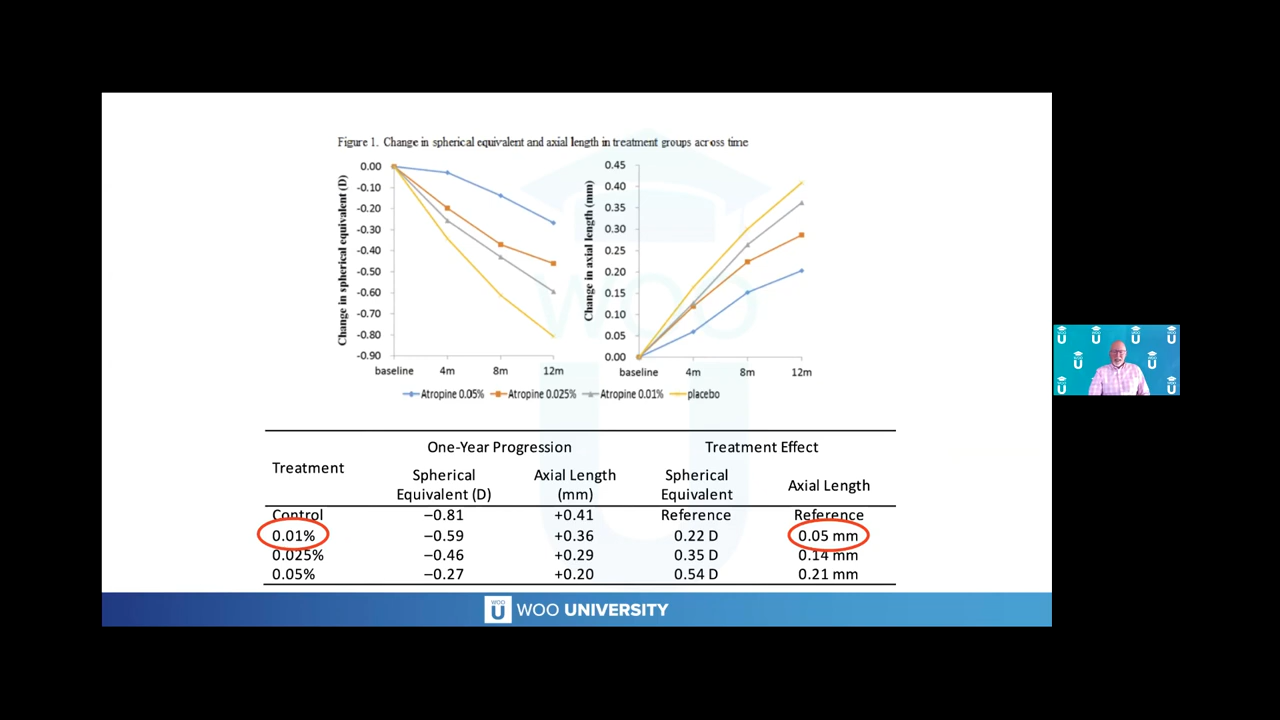 Figure 1. Change in spherical equivalent and axial length in treatment groups across time
Change in spherical equivalent (D)
0.00
-0.10
-0.20
-0.30
-0.40
-0.50
-0.60
-0.70
-0.80
-0.90
baseline 4m 8m 12m
Change in axial length (mm)
0.45
0.40
0.35
0.30
0.25
0.20
0.15
0.10
0.05
0.00
baseline 4m 8m 12m
Atropine 0.05% Atropine 0.025% Atropine 0.01% placebo
WOO
U
One-Year Progression Treatment Effect
Treatment
Spherical Equivalent (D) Axial Length (mm) Spherical Equivalent Axial Length
Control −0.81 +0.41 Reference Reference
0.01% −0.59 +0.36 0.22 D 0.05 mm
0.025% −0.46 +0.29 0.35 D 0.14 mm
0.05% −0.27 +0.20 0.54 D 0.21 mm
WOO U WOO UNIVERSITY